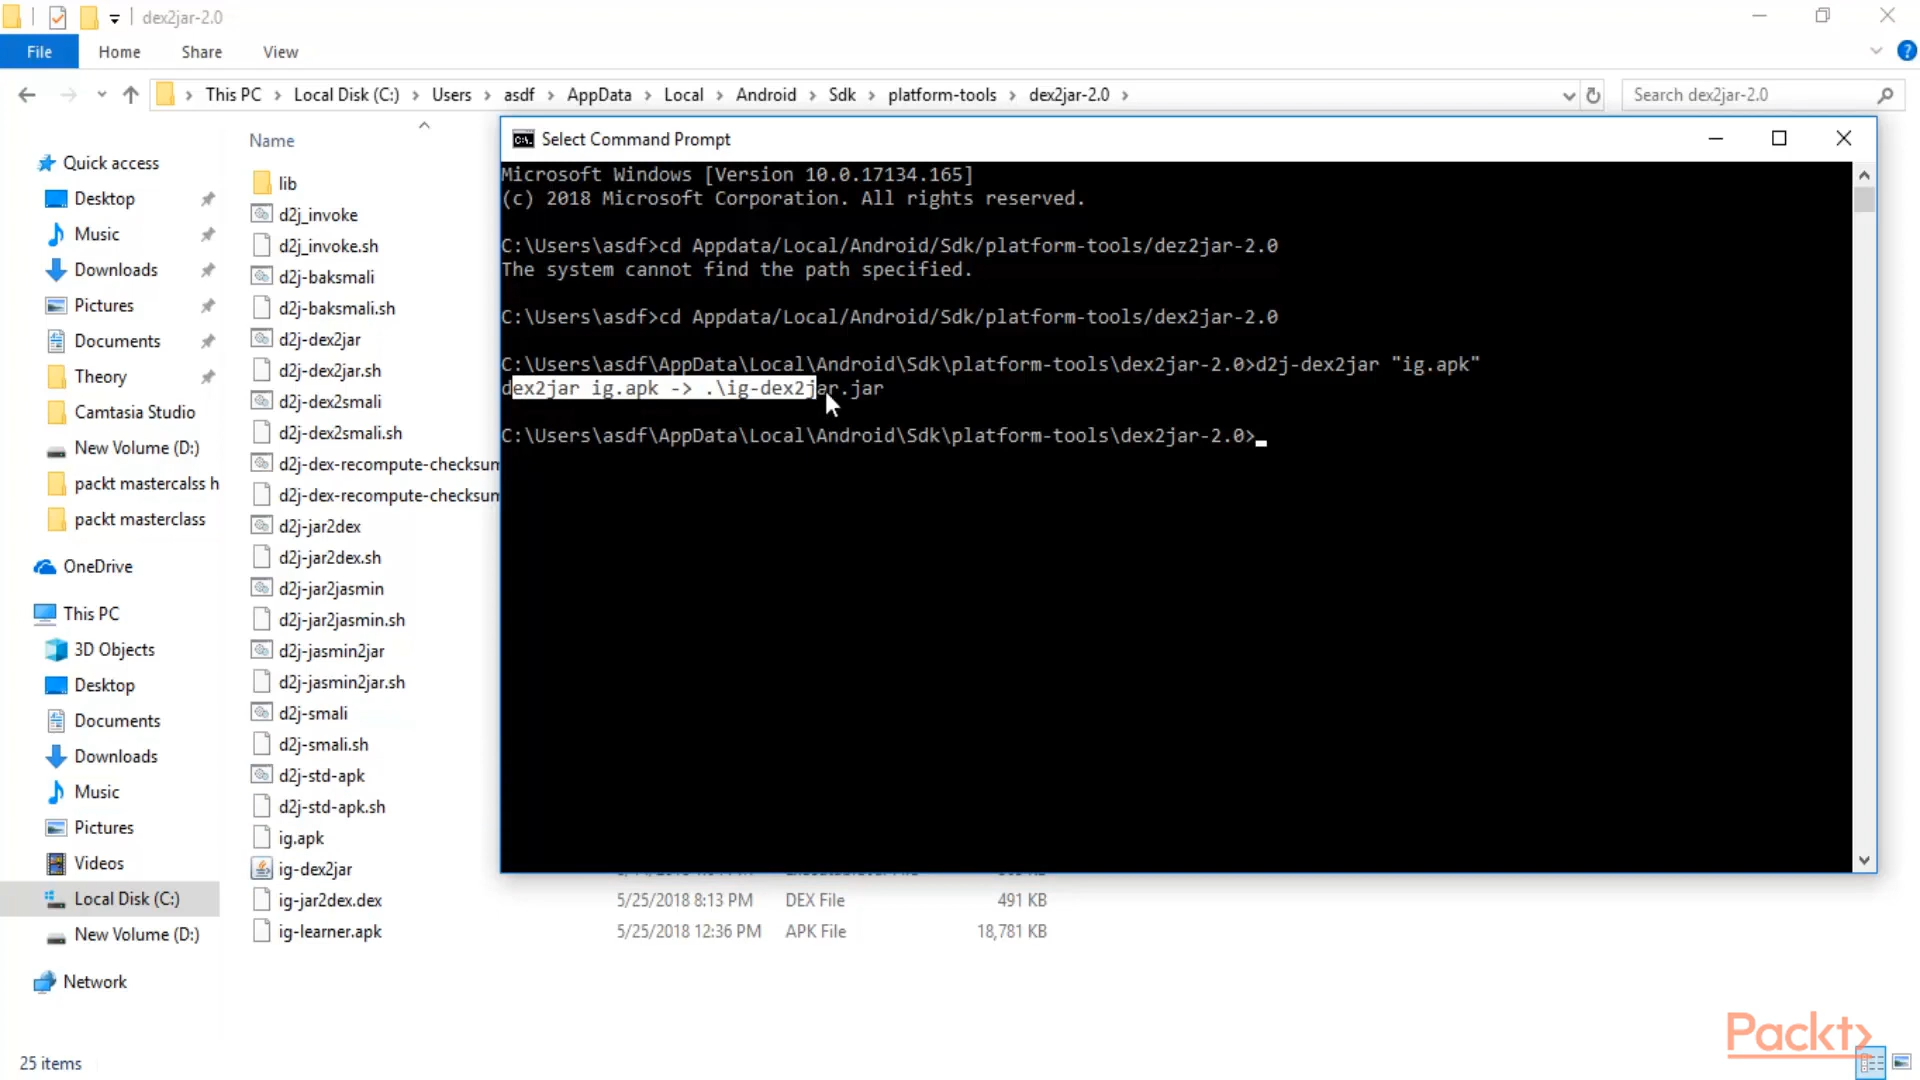 dex2jar-2.0
File Home Share View
This PC Local Disk (C:) Users asdf AppData Local Android Sdk platform-tools dex2jar-2.0
Search dex2jar-2.0
Name
Quick access
Desktop
Music
Downloads
Pictures
Documents
Theory
Camtasia Studio
New Volume (D:)
packt mastercalss h
packt masterclass
OneDrive
This PC
3D Objects
Desktop
Documents
Downloads
Music
Pictures
Videos
Local Disk (C:)
New Volume (D:)
Network
lib
d2j_invoke
d2j_invoke.sh
d2j-baksmali
d2j-baksmali.sh
d2j-dex2jar
d2j-dex2jar.sh
d2j-dex2smali
d2j-dex2smali.sh
d2j-dex-recompute-checksum
d2j-dex-recompute-checksum
d2j-jar2dex
d2j-jar2dex.sh
d2j-jar2jasmin
d2j-jar2jasmin.sh
d2j-jasmin2jar
d2j-jasmin2jar.sh
d2j-smali
d2j-smali.sh
d2j-std-apk
d2j-std-apk.sh
ig.apk
ig-dex2jar
ig-jar2dex.dex 5/25/2018 8:13 PM DEX File 491 KB
ig-learner.apk 5/25/2018 12:36 PM APK File 18,781 KB
Select Command Prompt
Microsoft Windows [Version 10.0.17134.165]
(c) 2018 Microsoft Corporation. All rights reserved.
C:\Users\asdf>cd Appdata/Local/Android/Sdk/platform-tools/dez2jar-2.0
The system cannot find the path specified.
C:\Users\asdf>cd Appdata/Local/Android/Sdk/platform-tools/dex2jar-2.0
C:\Users\asdf\AppData\Local\Android\Sdk\platform-tools\dex2jar-2.0>d2j-dex2jar "ig.apk"
dex2jar ig.apk -> .\ig-dex2jar.jar
C:\Users\asdf\AppData\Local\Android\Sdk\platform-tools\dex2jar-2.0>
25 items
Packt